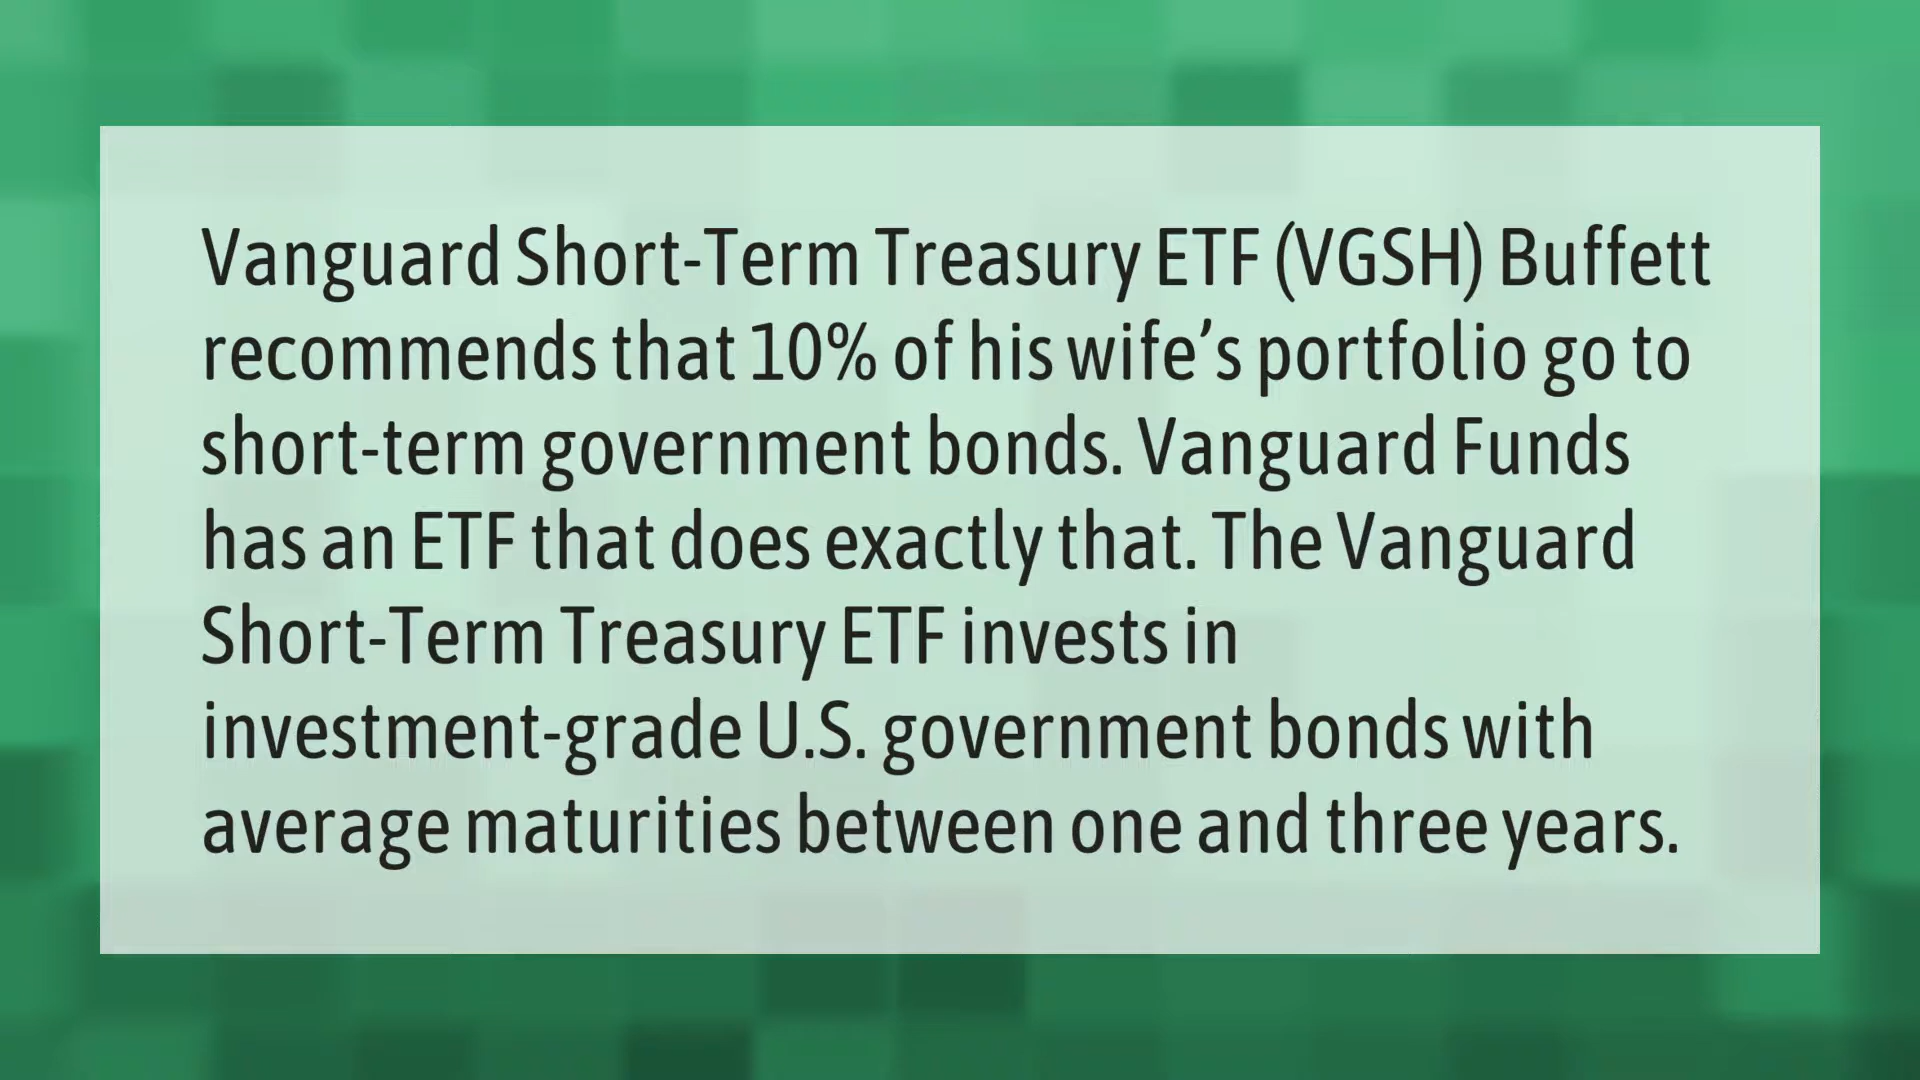 Vanguard Short-Term Treasury ETF (VGSH) Buffett
recommends that 10% of his wife’s portfolio go to
short-term government bonds. Vanguard Funds
has an ETF that does exactly that. The Vanguard
Short-Term Treasury ETF invests in
investment-grade U.S. government bonds with
average maturities between one and three years.